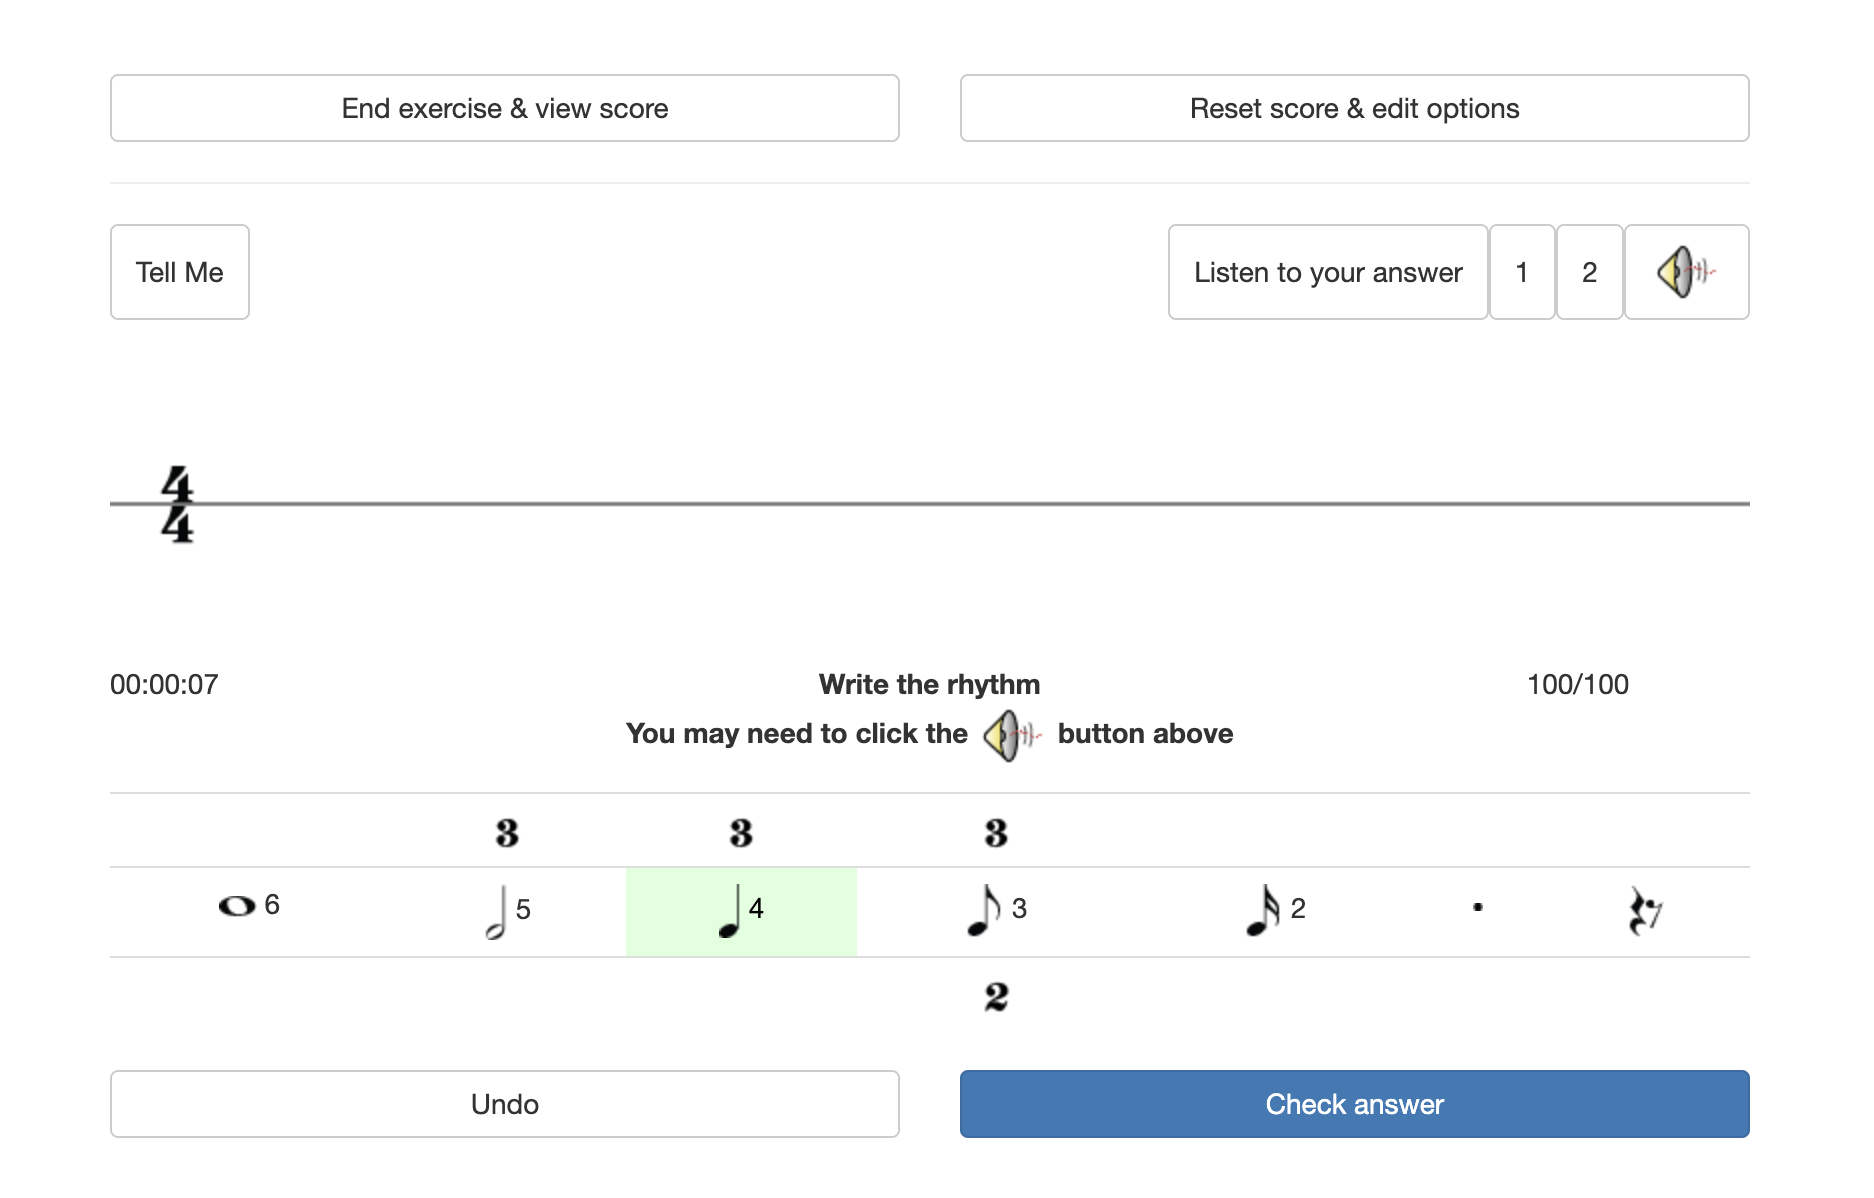 End exercise & view score
Reset score & edit options
Tell Me
Listen to your answer
1
2
4
4
00:00:07
Write the rhythm
100/100
You may need to click the button above
3 3 3
6 5 4 3 2
2
Undo
Check answer